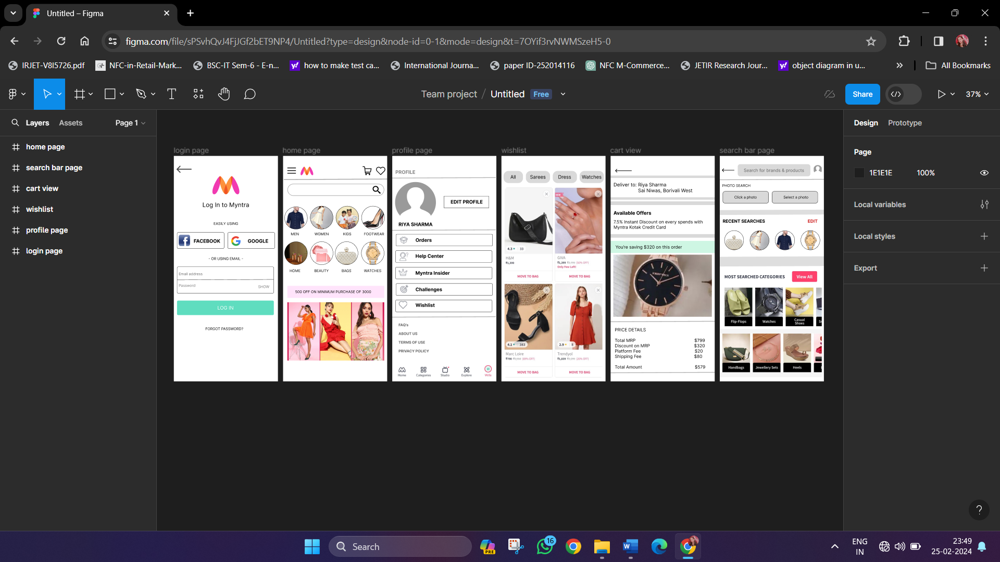 Untitled – Figma
figma.com/file/sPSvhQvJ4FjJGf2bET9NP4/Untitled?type=design&node-id=0-1&mode=design&t=7OYif3rvNWMSzeH5-0
IRJET-V8I5726.pdf
NFC-in-Retail-Mark...
BSC-IT Sem-6 - E-n...
how to make test ca...
International Journa...
paper ID-252014116
NFC M-Commerce...
JETIR Research Jour...
object diagram in u...
All Bookmarks
Team project / Untitled Free
Share
37%
Layers Assets Page 1
home page
search bar page
cart view
wishlist
profile page
login page
login page
Log In to Myntra
EASILY USING
FACEBOOK GOOGLE
- OR USING EMAIL -
Email address
Password SHOW
LOG IN
FORGOT PASSWORD?
home page
MEN WOMEN KIDS FOOTWEAR
HOME BEAUTY BAGS WATCHES
500 OFF ON MINIMUM PURCHASE OF 3000
profile page
PROFILE
EDIT PROFILE
RIYA SHARMA
Orders
Help Center
Myntra Insider
Challenges
Wishlist
FAQ's
ABOUT US
TERMS OF USE
PRIVACY POLICY
Home Categories Studio Explore
wishlist
All Sarees Dress Watches
NEW
4.3 33
H&M
₹1,399
MOVE TO BAG
GIVA
₹1,399 (50% OFF)
Only Few Left!
MOVE TO BAG
4.1 383
Marc Loire
₹790
MOVE TO BAG
2.9 8
Trendyol
₹1,839 (20% OFF)
MOVE TO BAG
cart view
Deliver to: Riya Sharma
Sai Niwas, Borivali West
Available Offers
7.5% Instant Discount on every spends with
Myntra Kotak Credit Card
You're saving $320 on this order
PRICE DETAILS
Total MRP $799
Discount on MRP $320
Platform Fee $20
Shipping Fee $80
Total Amount $579
search bar page
Search for brands & products
PHOTO SEARCH
Click a photo Select a photo
RECENT SEARCHES EDIT
MOST SEARCHED CATEGORIES View All
Flip-Flops Watches Casual
Shoes
Handbags Jewellery Sets Heels
Design Prototype
Page
1E1E1E 100%
Local variables
Local styles
Export
?
Search
PRE
16
ENG
IN
23:49
25-02-2024